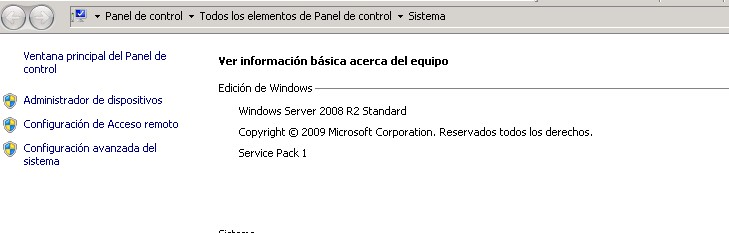 Panel de control Todos los elementos de Panel de control Sistema
Ventana principal del Panel de
control
Administrador de dispositivos
Configuración de Acceso remoto
Configuración avanzada del
sistema
Ver información básica acerca del equipo
Edición de Windows
Windows Server 2008 R2 Standard
Copyright © 2009 Microsoft Corporation. Reservados todos los derechos.
Service Pack 1